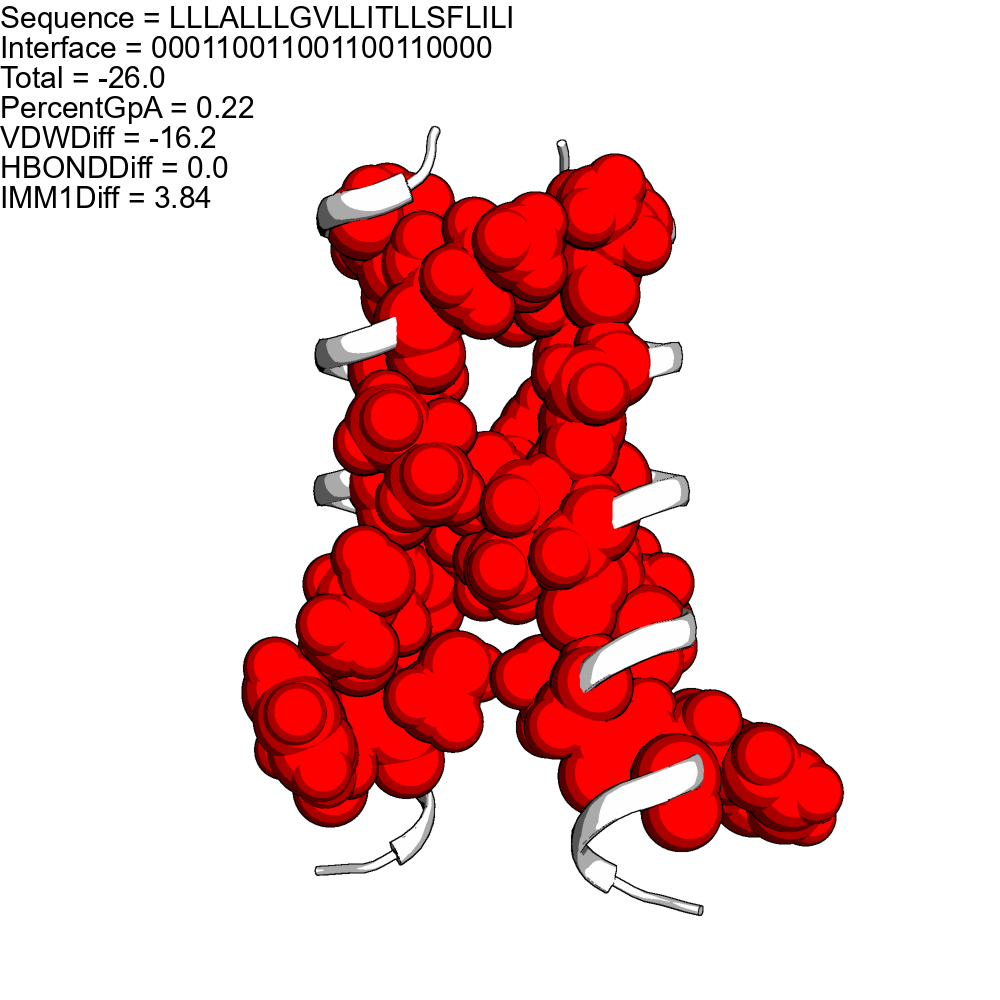 Sequence = LLLALLLGVLLITLLSFLILI
Interface = 000110011001100110000
Total = -26.0
PercentGpA = 0.22
VDWDiff = -16.2
HBONDDiff = 0.0
IMM1Diff = 3.84